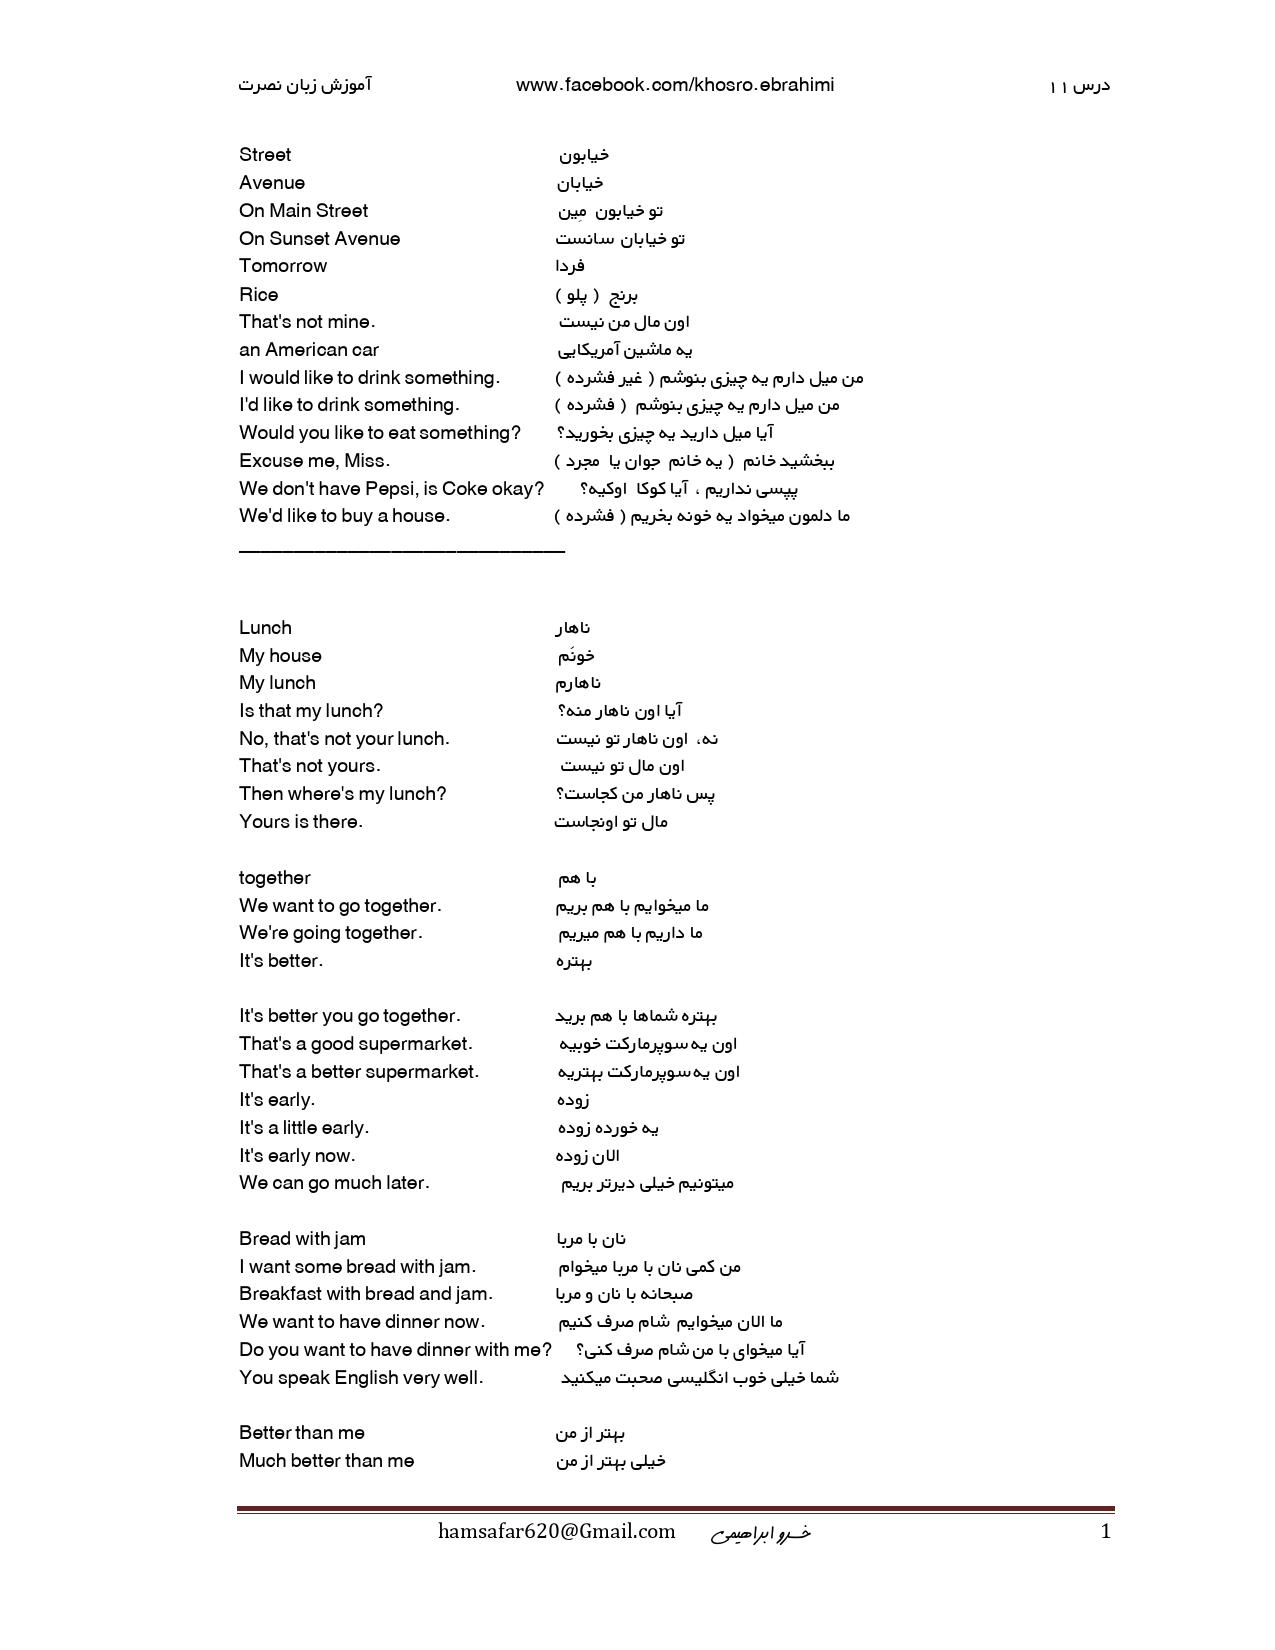 آموزش زبان نصرت www.facebook.com/khosro.ebrahimi درس ۱۱
Street خیابون
Avenue خیابان
On Main Street تو خیابون مِین
On Sunset Avenue تو خیابان سانست
Tomorrow فردا
Rice برنج ( پلو )
That's not mine. اون مال من نیست
an American car یه ماشین آمریکایی
I would like to drink something. من میل دارم یه چیزی بنوشم ( غیر فشرده )
I'd like to drink something. من میل دارم یه چیزی بنوشم ( فشرده )
Would you like to eat something? آیا میل دارید یه چیزی بخورید؟
Excuse me, Miss. ببخشید خانم ( یه خانم جوان یا مجرد )
We don't have Pepsi, is Coke okay? پپسی نداریم ، آیا کوکا اوکیه؟
We'd like to buy a house. ما دلمون میخواد یه خونه بخریم ( فشرده )
______________________________
Lunch ناهار
My house خونَم
My lunch ناهارم
Is that my lunch? آیا اون ناهار منه؟
No, that's not your lunch. نه، اون ناهار تو نیست
That's not yours. اون مال تو نیست
Then where's my lunch? پس ناهار من کجاست؟
Yours is there. مال تو اونجاست
together با هم
We want to go together. ما میخوایم با هم بریم
We're going together. ما داریم با هم میریم
It's better. بهتره
It's better you go together. بهتره شماها با هم برید
That's a good supermarket. اون یه سوپرمارکت خوبیه
That's a better supermarket. اون یه سوپرمارکت بهتریه
It's early. زوده
It's a little early. یه خورده زوده
It's early now. الان زوده
We can go much later. میتونیم خیلی دیرتر بریم
Bread with jam نان با مربا
I want some bread with jam. من کمی نان با مربا میخوام
Breakfast with bread and jam. صبحانه با نان و مربا
We want to have dinner now. ما الان میخوایم شام صرف کنیم
Do you want to have dinner with me? آیا میخوای با من شام صرف کنی؟
You speak English very well. شما خیلی خوب انگلیسی صحبت میکنید
Better than me بهتر از من
Much better than me خیلی بهتر از من
hamsafar620@Gmail.com خسرو ابراهیمی 1